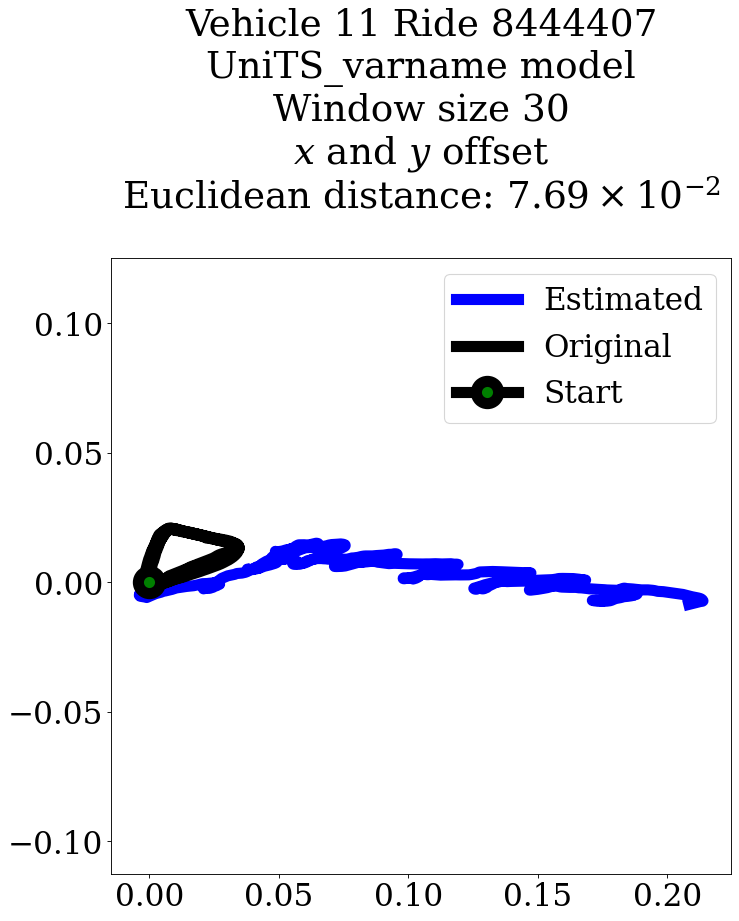 Vehicle 11 Ride 8444407
UniTS_varname model
Window size 30
x and y offset
Euclidean distance: 7.69 × 10⁻²
Estimated
Original
Start
0.10
0.05
0.00
−0.05
−0.10
0.00 0.05 0.10 0.15 0.20